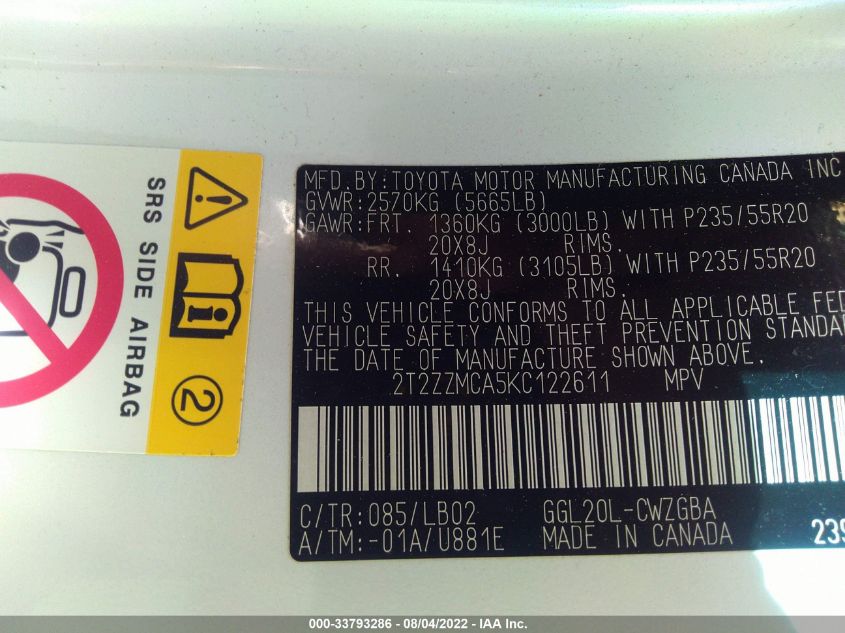 SRS SIDE AIRBAG
2
MFD.BY:TOYOTA MOTOR MANUFACTURING CANADA INC
GVWR:2570KG (5665LB)
GAWR:FRT. 1360KG (3000LB) WITH P235/55R20
20X8J RIMS.
RR. 1410KG (3105LB) WITH P235/55R20
20X8J RIMS.
THIS VEHICLE CONFORMS TO ALL APPLICABLE FED
VEHICLE SAFETY AND THEFT PREVENTION STANDA
THE DATE OF MANUFACTURE SHOWN ABOVE.
2T2ZZMCA5KC122611 MPV
C/TR:085/LB02 GGL20L-CWZGBA
A/TM:-01A/U881E MADE IN CANADA 239
000-33793286 - 08/04/2022 - IAA Inc.